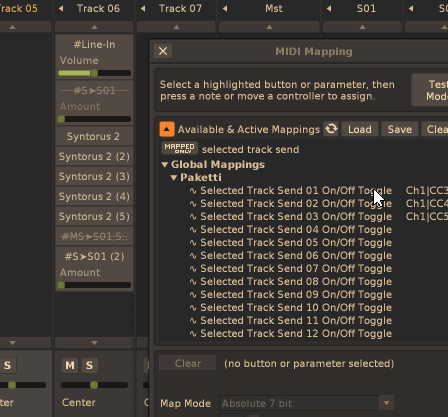 Track 05
Track 06
Track 07
Mst
S01
#Line-In
Volume
#S➤S01
Amount
Syntorus 2
Syntorus 2 (2)
Syntorus 2 (3)
Syntorus 2 (4)
Syntorus 2 (5)
#MS➤S01,S..
#S➤S01 (2)
Amount
S
M S
Center
MIDI Mapping
Select a highlighted button or parameter, then
press a note or move a controller to assign.
Test
Mode
Available & Active Mappings
Load
Save
Clea
MAPPED
ONLY
selected track send
Global Mappings
Paketti
Selected Track Send 01 On/Off Toggle Ch1|CC3
Selected Track Send 02 On/Off Toggle Ch1|CC4
Selected Track Send 03 On/Off Toggle Ch1|CC5
Selected Track Send 04 On/Off Toggle
Selected Track Send 05 On/Off Toggle
Selected Track Send 06 On/Off Toggle
Selected Track Send 07 On/Off Toggle
Selected Track Send 08 On/Off Toggle
Selected Track Send 09 On/Off Toggle
Selected Track Send 10 On/Off Toggle
Selected Track Send 11 On/Off Toggle
Selected Track Send 12 On/Off Toggle
Clear
(no button or parameter selected)
Map Mode
Absolute 7 bit